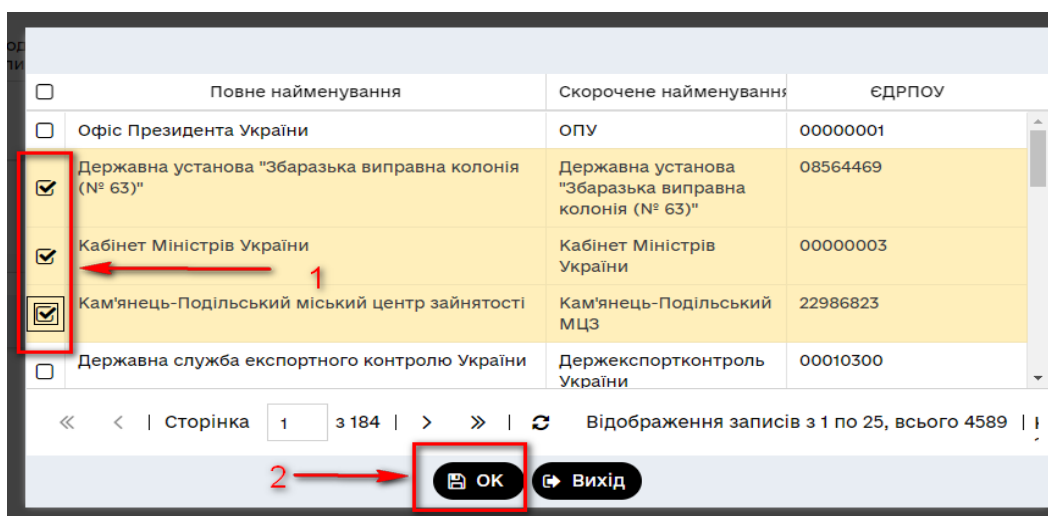 Повне найменування Скорочене найменування ЄДРПОУ
Офіс Президента України ОПУ 00000001
Державна установа "Збаразька виправна колонія Державна установа 08564469
(№ 63)" "Збаразька виправна
колонія (№ 63)"
Кабінет Міністрів України Кабінет Міністрів 00000003
України
1
Кам'янець-Подільський міський центр зайнятості Кам'янець-Подільський 22986823
МЦЗ
Державна служба експортного контролю України Держекспортконтроль 00010300
України
« < | Сторінка 1 з 184 | > » | Відображення записів з 1 по 25, всього 4589 |
2 ОК Вихід